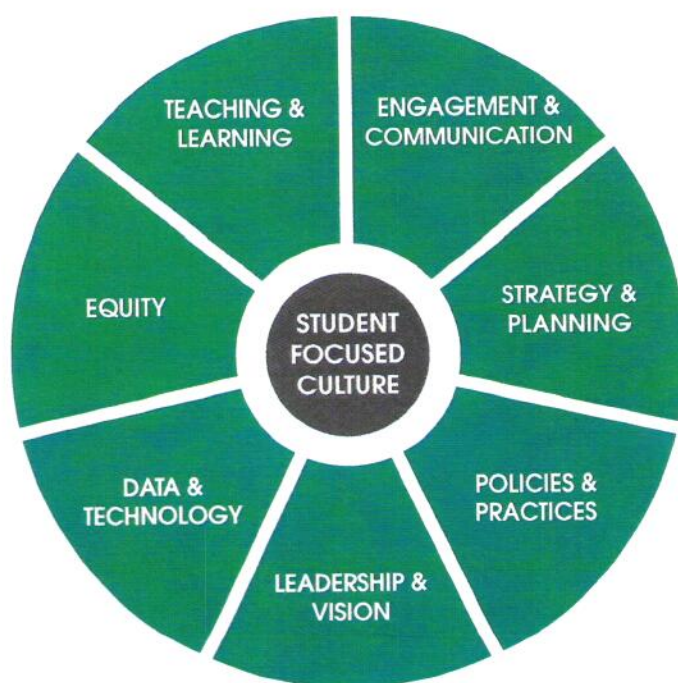 TEACHING &
LEARNING
ENGAGEMENT &
COMMUNICATION
EQUITY
STUDENT
FOCUSED
CULTURE
STRATEGY &
PLANNING
DATA &
TECHNOLOGY
POLICIES &
PRACTICES
LEADERSHIP &
VISION